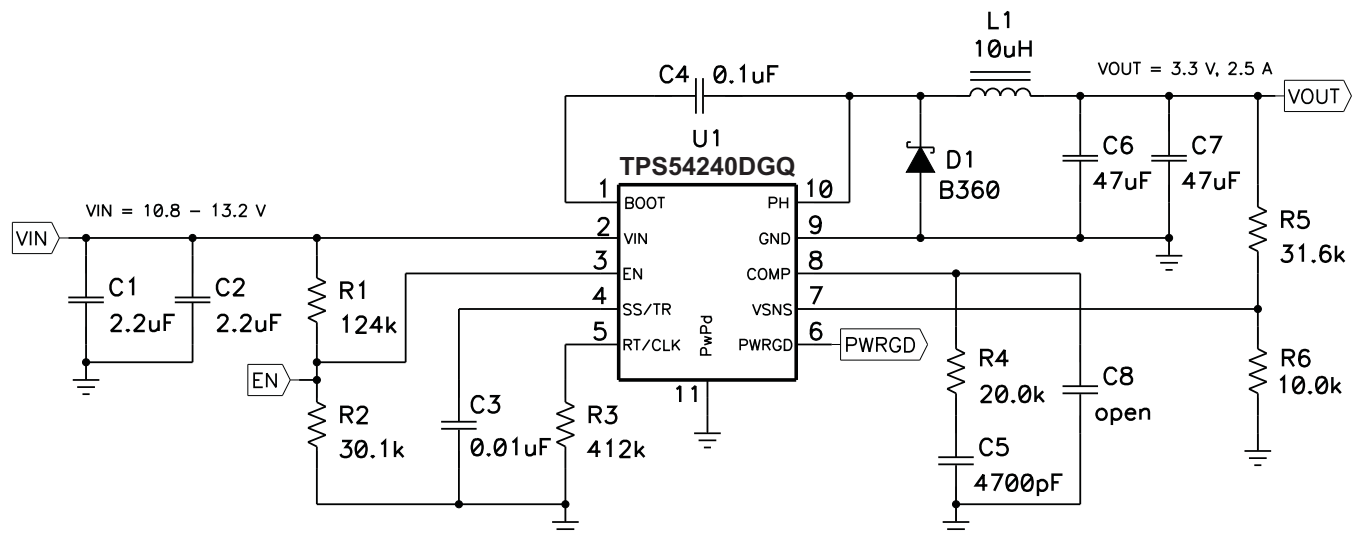 L1
10uH
C4 0.1uF
VOUT = 3.3 V, 2.5 A
VOUT
U1
TPS54240DGQ
C6
47uF
C7
47uF
D1
B360
VIN = 10.8 – 13.2 V
VIN
1
BOOT
PH
10
2
VIN
GND
9
3
EN
COMP
8
4
SS/TR
VSNS
7
5
RT/CLK
PWRGD
6
PwPd
11
PWRGD
C1
2.2uF
C2
2.2uF
R1
124k
EN
R2
30.1k
C3
0.01uF
R3
412k
R4
20.0k
C8
open
C5
4700pF
R5
31.6k
R6
10.0k